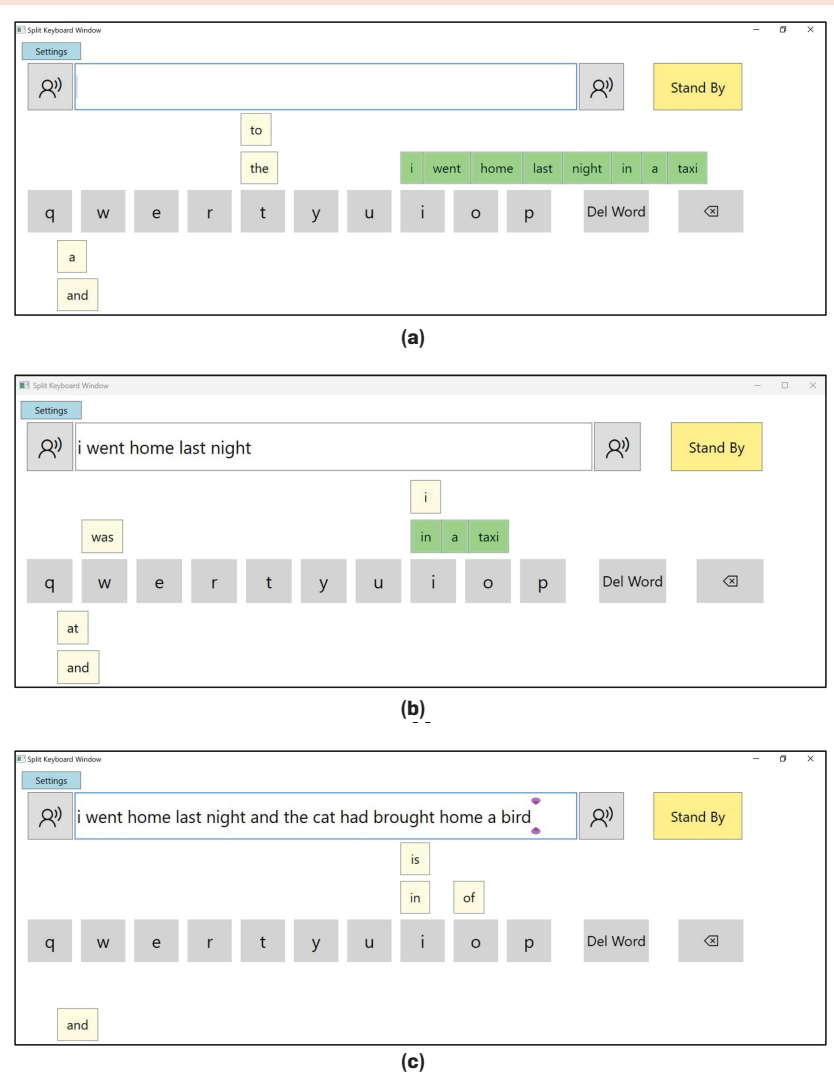 Split Keyboard Window
Settings
Stand By
to
the i went home last night in a taxi
q w e r t y u i o p Del Word
a
and
(a)
Split Keyboard Window
Settings
i went home last night Stand By
i
was in a taxi
q w e r t y u i o p Del Word
at
and
(b)
Split Keyboard Window
Settings
i went home last night and the cat had brought home a bird Stand By
is
in of
q w e r t y u i o p Del Word
and
(c)